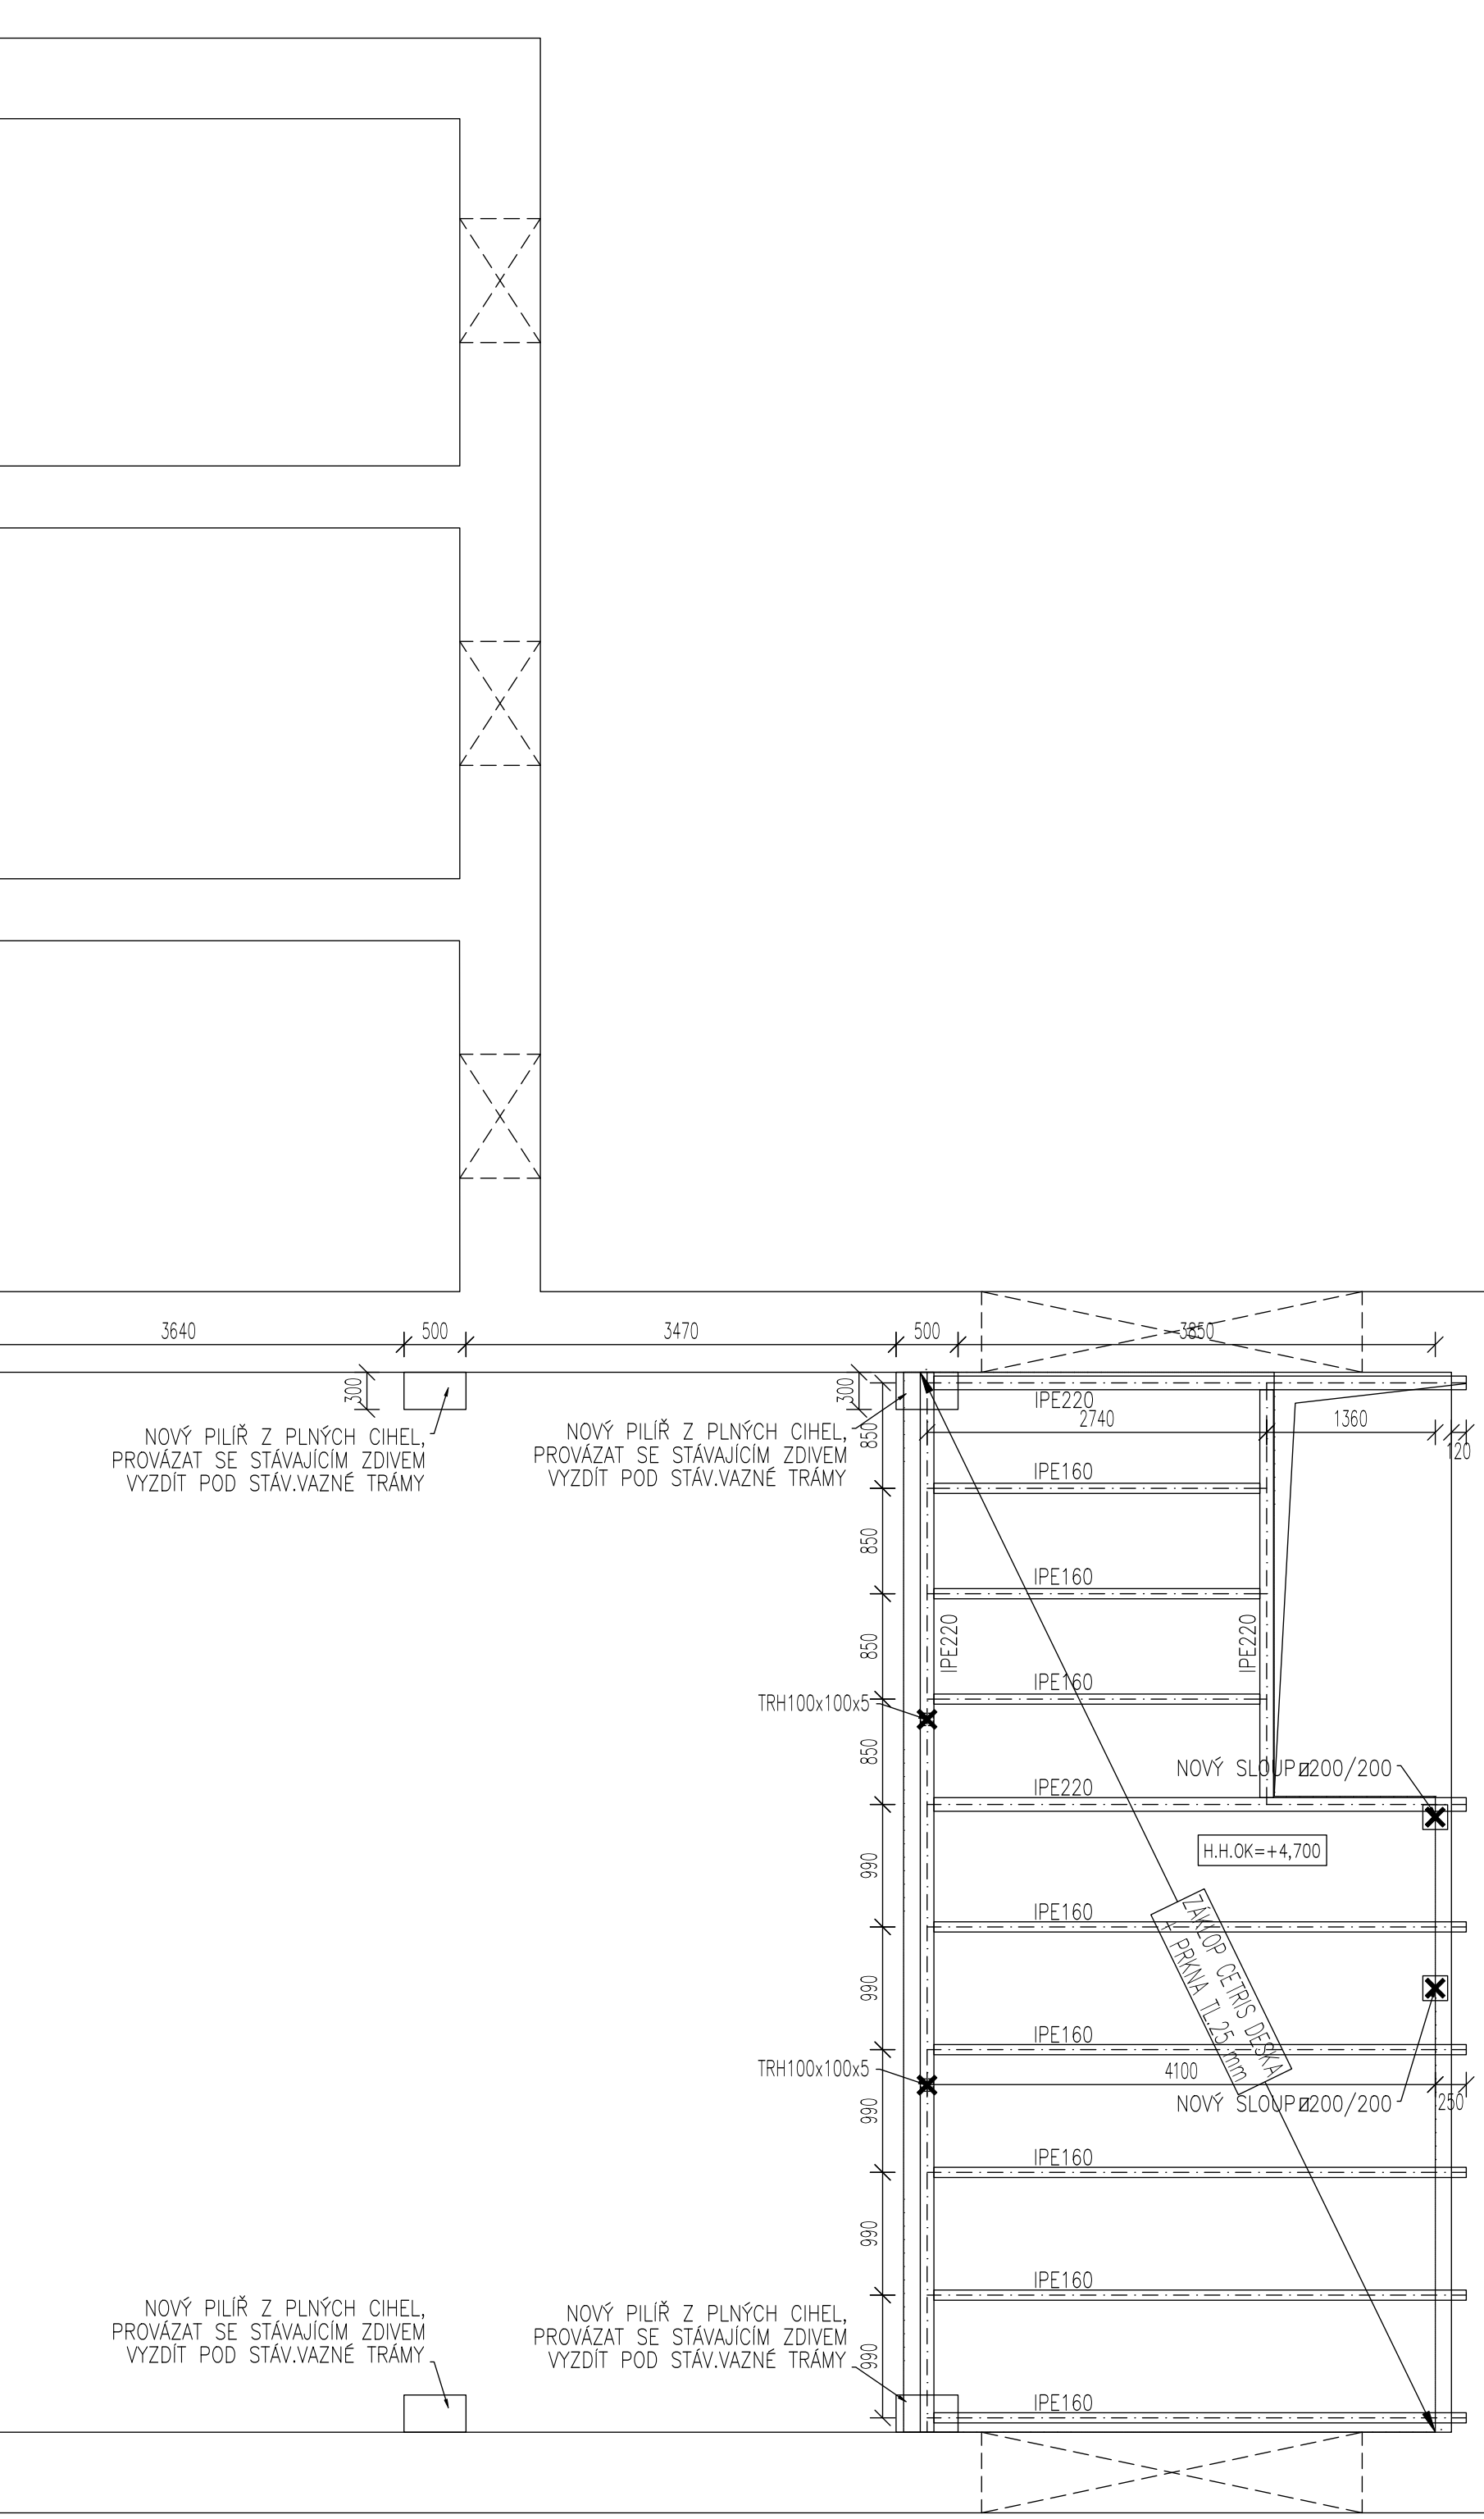 3640
500
3470
500
3850
300
300
NOVÝ PILÍŘ Z PLNÝCH CIHEL,
PROVÁZAT SE STÁVAJÍCÍM ZDIVEM
VYZDÍT POD STÁV.VAZNÉ TRÁMY
NOVÝ PILÍŘ Z PLNÝCH CIHEL,
PROVÁZAT SE STÁVAJÍCÍM ZDIVEM
VYZDÍT POD STÁV.VAZNÉ TRÁMY
IPE220
2740
1360
120
850
IPE160
850
IPE160
850
IPE220
IPE220
IPE160
TRH100x100x5
850
NOVÝ SLOUP 200/200
IPE220
H.H.OK=+4,700
990
IPE160
ZÁKLOP CETRIS DESKA
+ PRKNA TL.25 mm
990
IPE160
TRH100x100x5
4100
250
NOVÝ SLOUP 200/200
990
IPE160
990
IPE160
NOVÝ PILÍŘ Z PLNÝCH CIHEL,
PROVÁZAT SE STÁVAJÍCÍM ZDIVEM
VYZDÍT POD STÁV.VAZNÉ TRÁMY
NOVÝ PILÍŘ Z PLNÝCH CIHEL,
PROVÁZAT SE STÁVAJÍCÍM ZDIVEM
VYZDÍT POD STÁV.VAZNÉ TRÁMY
990
IPE160